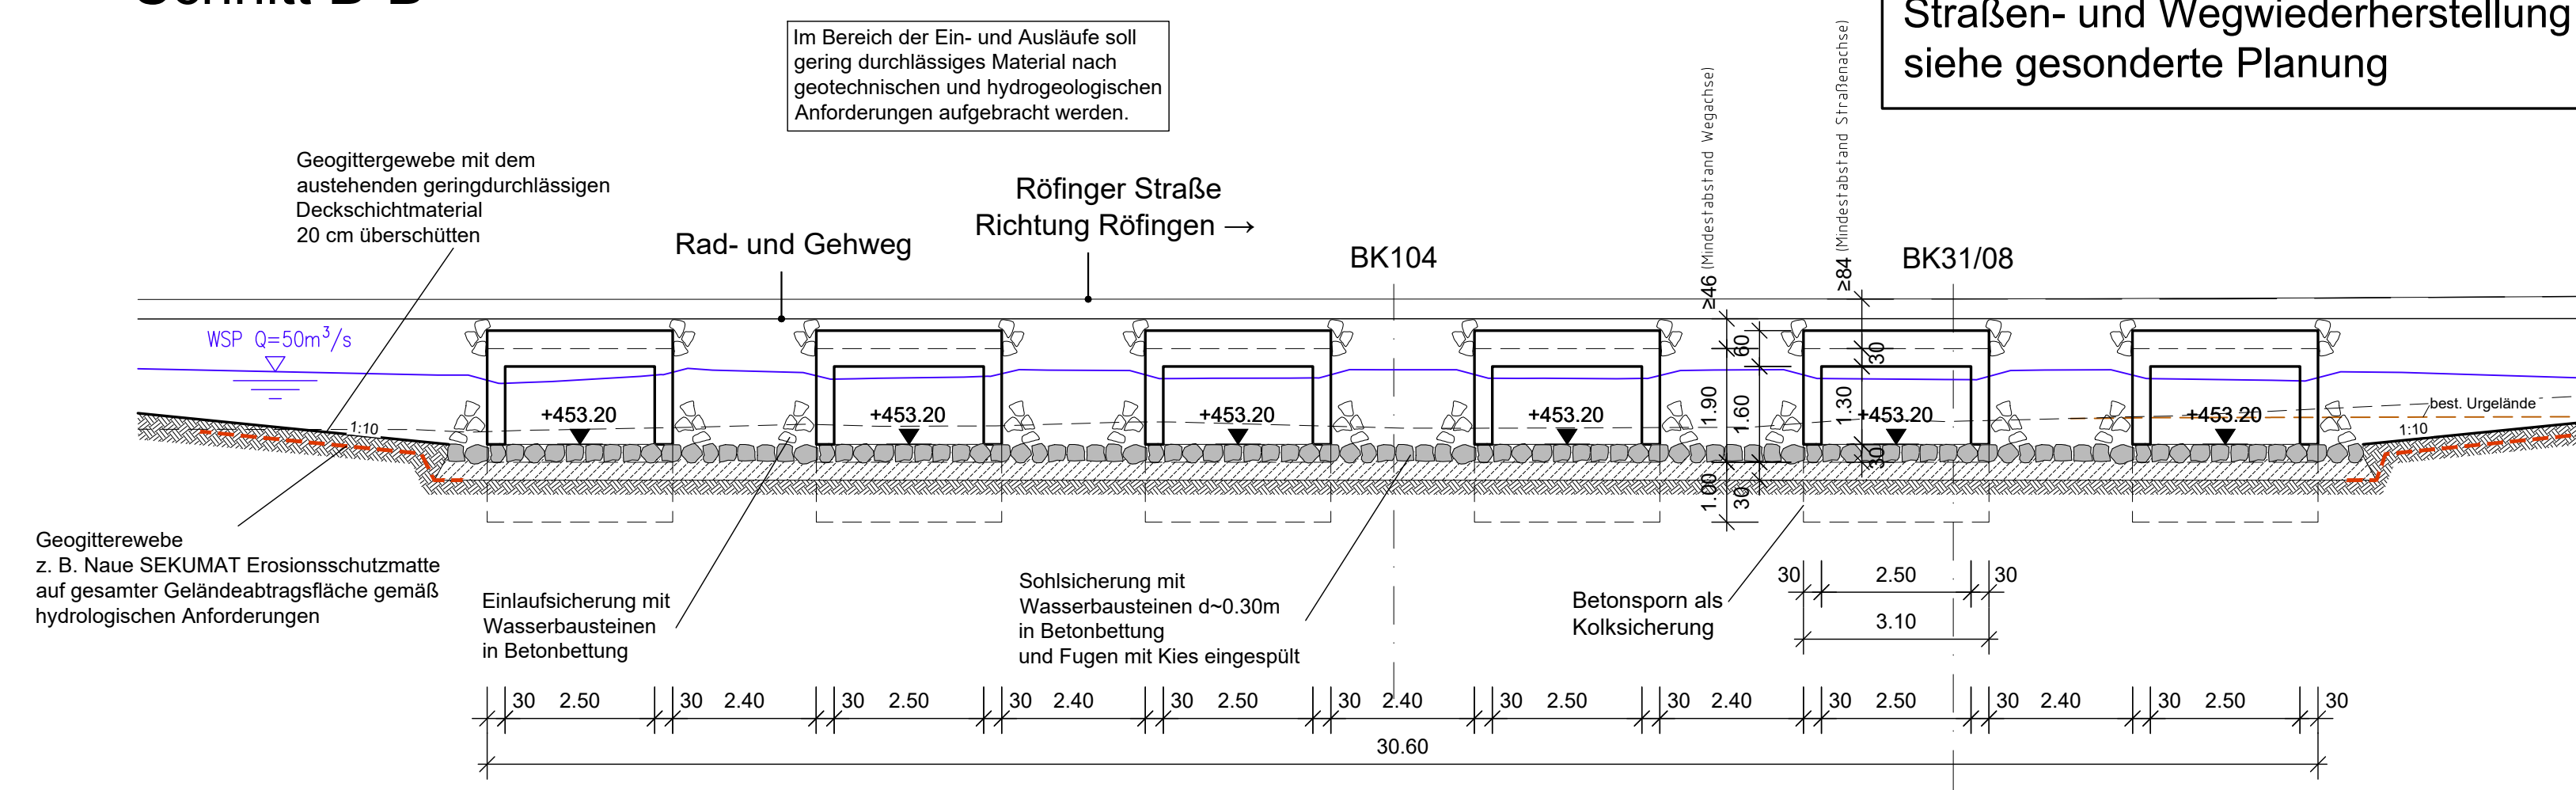 Schnitt B-B
Straßen- und Wegwiederherstellung
siehe gesonderte Planung
Im Bereich der Ein- und Ausläufe soll
gering durchlässiges Material nach
geotechnischen und hydrogeologischen
Anforderungen aufgebracht werden.
Geogittergewebe mit dem
austehenden geringdurchlässigen
Deckschichtmaterial
20 cm überschütten
Rad- und Gehweg
Röfinger Straße
Richtung Röfingen →
BK104
≥46 (Mindestabstand Wegachse)
≥84 (Mindestabstand Straßenachse)
BK31/08
WSP Q=50m³/s
60
30
1.90
1.60
1.30
+453.20
+453.20
+453.20
+453.20
+453.20
+453.20
best. Urgelände
1:10
1:10
30
1.00
30
Geogitterewebe
z. B. Naue SEKUMAT Erosionsschutzmatte
auf gesamter Geländeabtragsfläche gemäß
hydrologischen Anforderungen
Einlaufsicherung mit
Wasserbausteinen
in Betonbettung
Sohlsicherung mit
Wasserbausteinen d~0.30m
in Betonbettung
und Fugen mit Kies eingespült
Betonsporn als
Kolksicherung
30 2.50 30
3.10
30 2.50 30 2.40 30 2.50 30 2.40 30 2.50 30 2.40 30 2.50 30 2.40 30 2.50 30 2.40 30 2.50 30
30.60